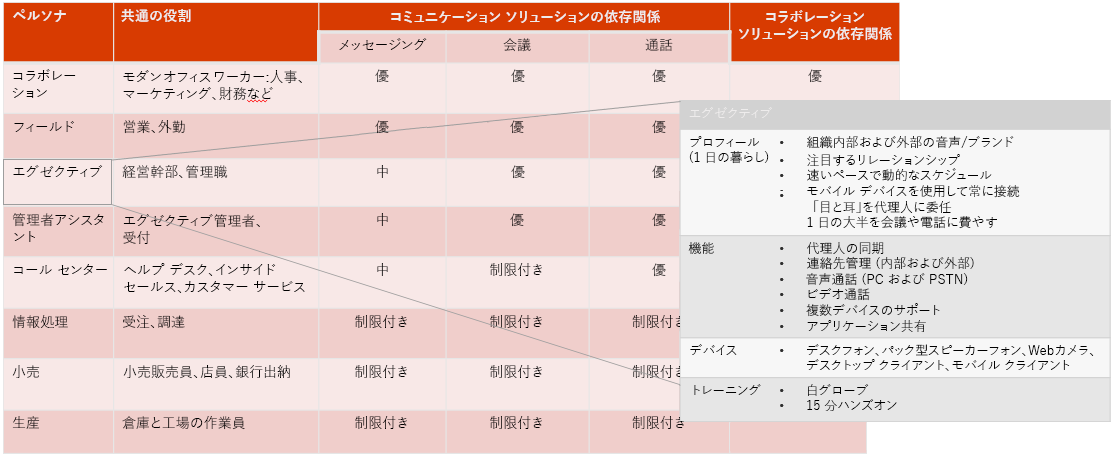 ペルソナ
共通の役割
コミュニケーション ソリューションの依存関係
コラボレーション
ソリューションの依存関係
メッセージング
会議
通話
コラボレー
ション
モダン オフィス ワーカー:人事、
マーケティング、財務など
優
優
優
優
フィールド
営業、外勤
優
優
優
エグゼクティブ
経営幹部、管理職
中
優
優
管理者アシスタ
ント
エグゼクティブ管理者、
受付
中
優
優
コール センター
ヘルプ デスク、インサイド
セールス、カスタマー サービス
中
制限付き
優
情報処理
受注、調達
制限付き
制限付き
制限付き
小売
小売販売員、店員、銀行出納
制限付き
制限付き
制限付き
生産
倉庫と工場の作業員
制限付き
制限付き
制限付き
エグゼクティブ
プロフィール
(1 日の暮らし)
• 組織内部および外部の音声/ブランド
• 注目するリレーションシップ
• 速いペースで動的なスケジュール
• モバイル デバイスを使用して常に接続
「目と耳」を代理人に委任
1 日の大半を会議や電話に費やす
機能
• 代理人の同期
• 連絡先管理 (内部および外部)
• 音声通話 (PC および PSTN)
• ビデオ通話
• 複数デバイスのサポート
• アプリケーション共有
デバイス
• デスクフォン、パック型スピーカーフォン、Webカメラ、
デスクトップ クライアント、モバイル クライアント
トレーニング
• 白グローブ
• 15 分ハンズオン